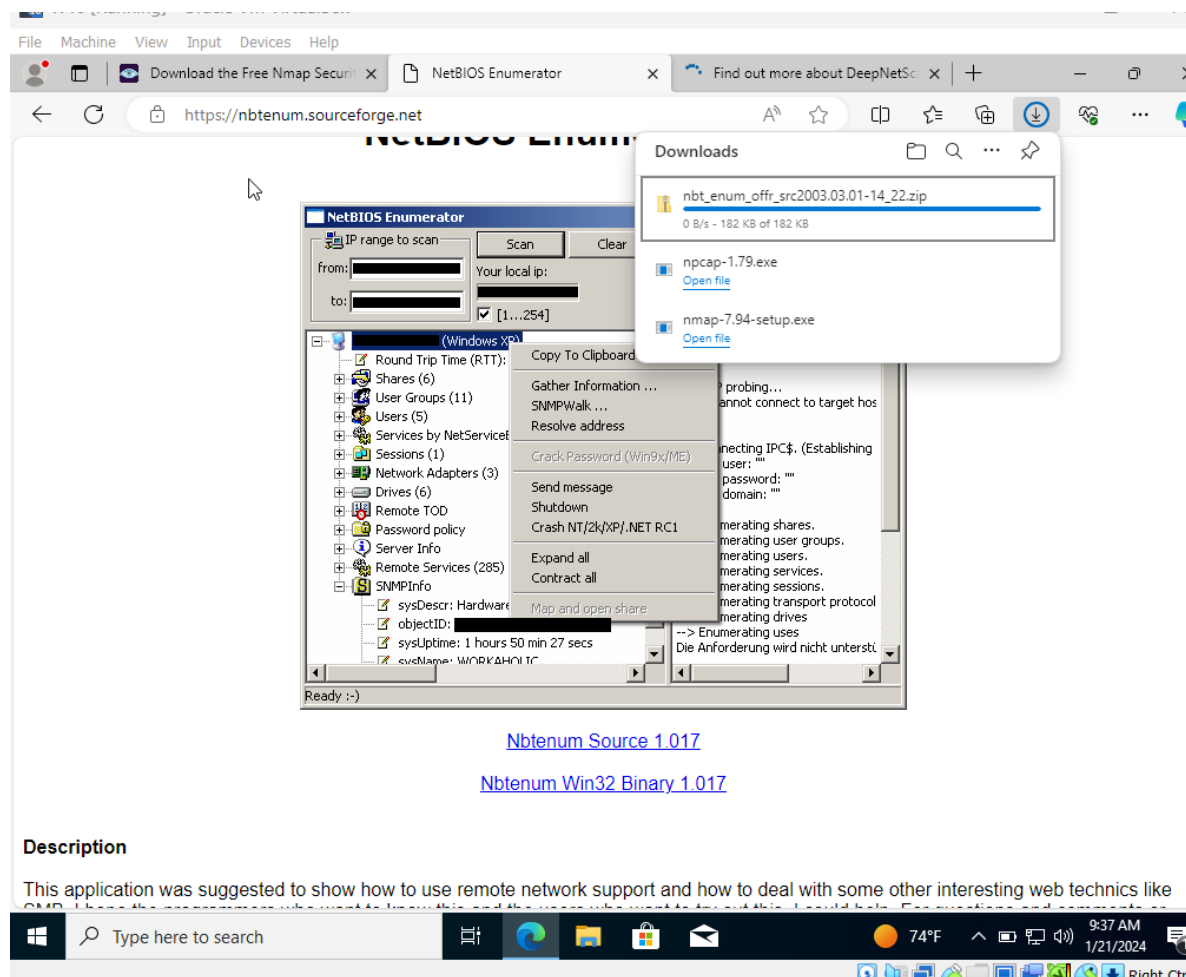 File Machine View Input Devices Help
Download the Free Nmap Securit
NetBIOS Enumerator
Find out more about DeepNetSc
https://nbtenum.sourceforge.net
Downloads
nbt_enum_offr_src2003.03.01-14_22.zip
0 B/s - 182 KB of 182 KB
npcap-1.79.exe
Open file
nmap-7.94-setup.exe
Open file
NetBIOS Enumerator
IP range to scan
Scan
Clear
from:
Your local ip:
to:
[1...254]
(Windows XP)
Round Trip Time (RTT):
Shares (6)
User Groups (11)
Users (5)
Services by NetServiceE
Sessions (1)
Network Adapters (3)
Drives (6)
Remote TOD
Password policy
Server Info
Remote Services (285)
SNMPInfo
sysDescr: Hardware
objectID:
sysUptime: 1 hours 50 min 27 secs
sysName: WORKAHOLIC
Copy To Clipboard
Gather Information ...
SNMPWalk ...
Resolve address
Crack Password (Win9x/ME)
Send message
Shutdown
Crash NT/2k/XP/.NET RC1
Expand all
Contract all
Map and open share
probing...
annot connect to target hos
necting IPC$. (Establishing
user: ""
password: ""
domain: ""
merating shares.
merating user groups.
merating users.
merating services.
merating sessions.
merating transport protocol
merating drives
--> Enumerating uses
Die Anforderung wird nicht unterstü
Ready :-)
Nbtenum Source 1.017
Nbtenum Win32 Binary 1.017
Description
This application was suggested to show how to use remote network support and how to deal with some other interesting web technics like
Type here to search
74°F
9:37 AM
1/21/2024
Right Ctr